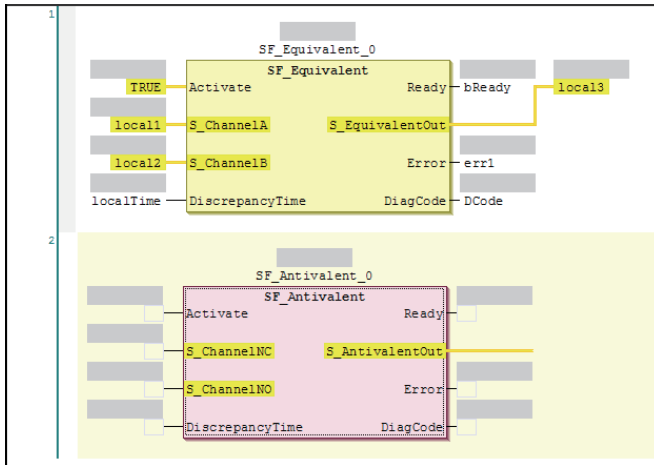 1
SF_Equivalent_0
SF_Equivalent
TRUE Activate Ready bReady local3
local1 S_ChannelA S_EquivalentOut
local2 S_ChannelB Error err1
localTime DiscrepancyTime DiagCode DCode
2
SF_Antivalent_0
SF_Antivalent
Activate Ready
S_ChannelNC S_AntivalentOut
S_ChannelNO Error
DiscrepancyTime DiagCode